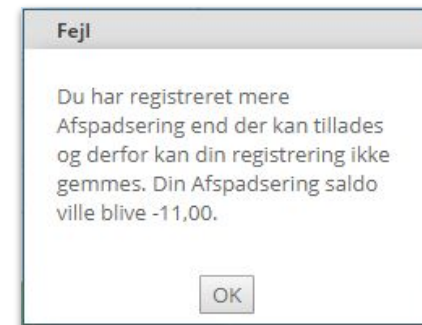 Fejl
Du har registreret mere
Afspadsering end der kan tillades
og derfor kan din registrering ikke
gemmes. Din Afspadsering saldo
ville blive -11,00.
OK